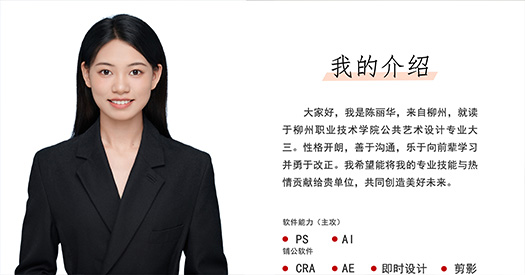 我的介绍
大家好，我是陈丽华，来自柳州，就读
于柳州职业技术学院公共艺术设计专业大
三。性格开朗，善于沟通，乐于向前辈学习
并勇于改正。我希望能将我的专业技能与热
情贡献给贵单位，共同创造美好未来。
软件能力（主攻）
PS AI
辅公软件
CRA AE 即时设计 剪影